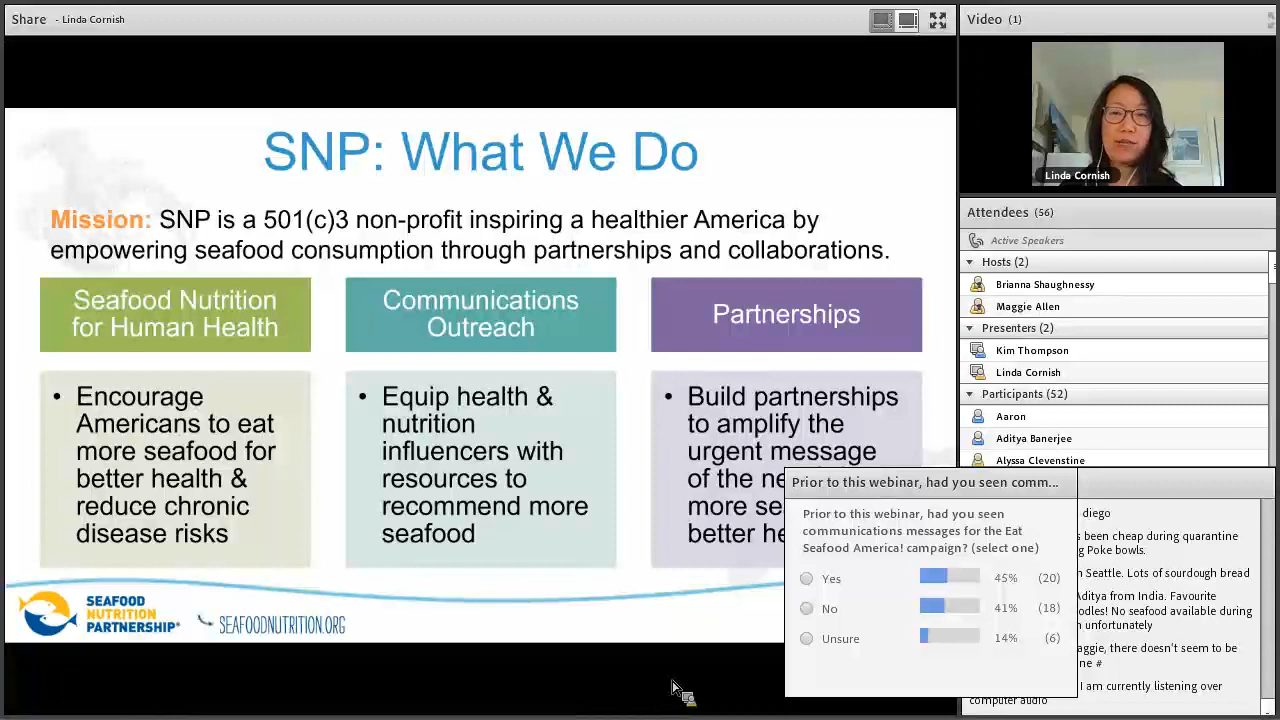 Share - Linda Cornish
SNP: What We Do
Mission: SNP is a 501(c)3 non-profit inspiring a healthier America by
empowering seafood consumption through partnerships and collaborations.
Seafood Nutrition
for Human Health
• Encourage
Americans to eat
more seafood for
better health &
reduce chronic
disease risks
Communications
Outreach
• Equip health &
nutrition
influencers with
resources to
recommend more
seafood
Partnerships
• Build partnerships
to amplify the
urgent message
of the ne
more se
better he
SEAFOOD
NUTRITION
PARTNERSHIP
SEAFOODNUTRITION.ORG
Video (1)
Linda Cornish
Attendees (56)
Active Speakers
Hosts (2)
Brianna Shaughnessy
Maggie Allen
Presenters (2)
Kim Thompson
Linda Cornish
Participants (52)
Aaron
Aditya Banerjee
Alyssa Clevenstine
Prior to this webinar, had you seen comm...
Prior to this webinar, had you seen
communications messages for the Eat
Seafood America! campaign? (select one)
Yes 45% (20)
No 41% (18)
Unsure 14% (6)
diego
been cheap during quarantine
Poke bowls.
Seattle. Lots of sourdough bread
Aditya from India. Favourite
No seafood available during
unfortunately
there doesn't seem to be
#
I am currently listening over
computer audio